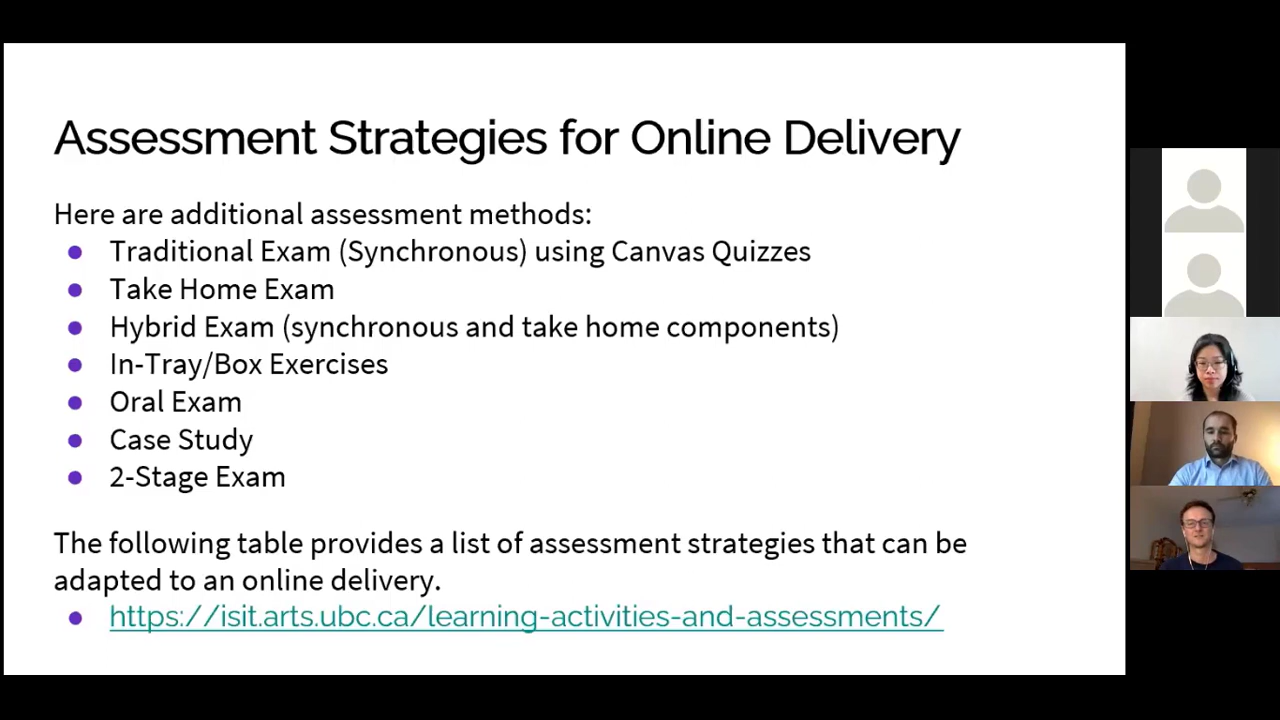 Assessment Strategies for Online Delivery
Here are additional assessment methods:
● Traditional Exam (Synchronous) using Canvas Quizzes
● Take Home Exam
● Hybrid Exam (synchronous and take home components)
● In-Tray/Box Exercises
● Oral Exam
● Case Study
● 2-Stage Exam
The following table provides a list of assessment strategies that can be
adapted to an online delivery.
● https://isit.arts.ubc.ca/learning-activities-and-assessments/